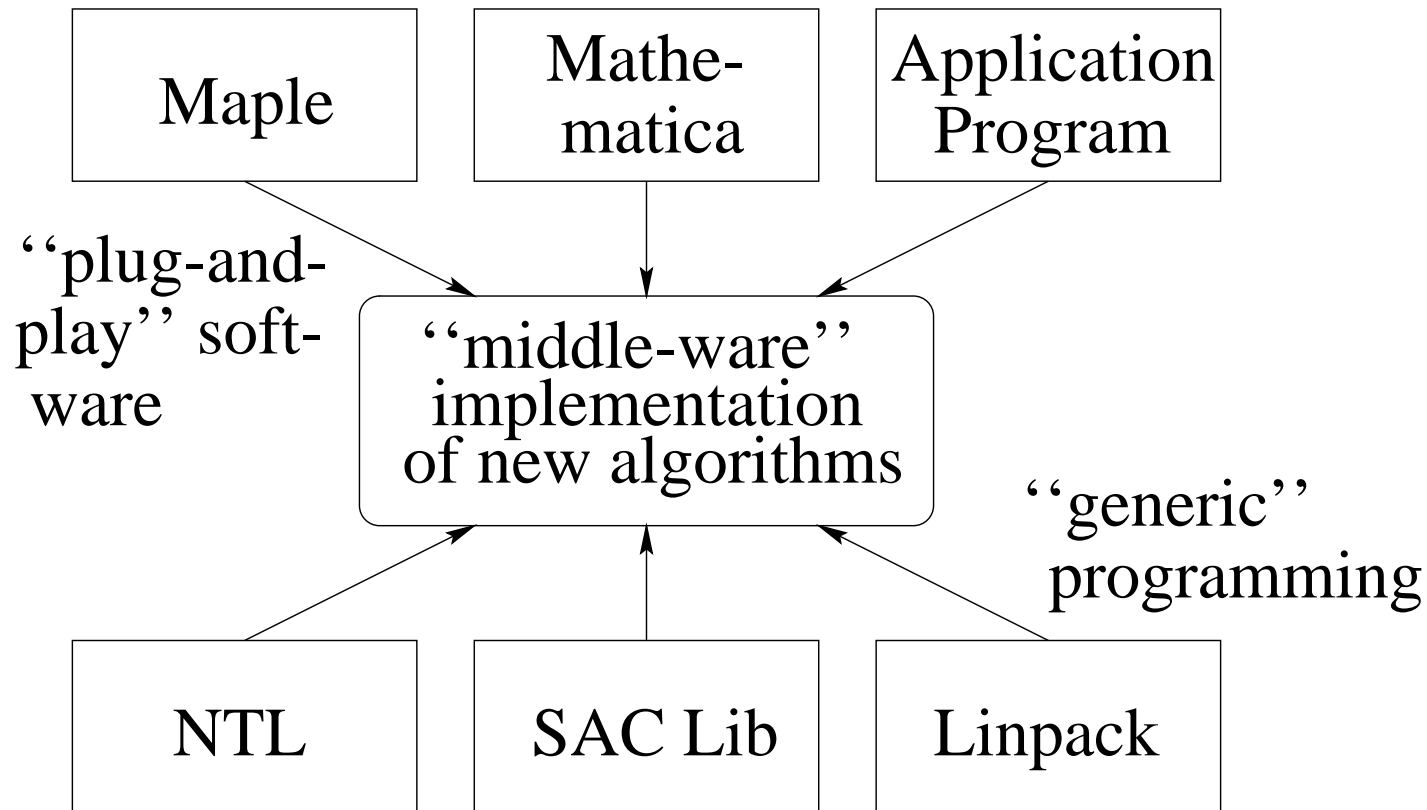 Maple
Mathe-
matica
Application
Program
‘‘plug-and-
play’’ soft-
ware
‘‘middle-ware’’
implementation
of new algorithms
‘‘generic’’
programming
NTL
SAC Lib
Linpack